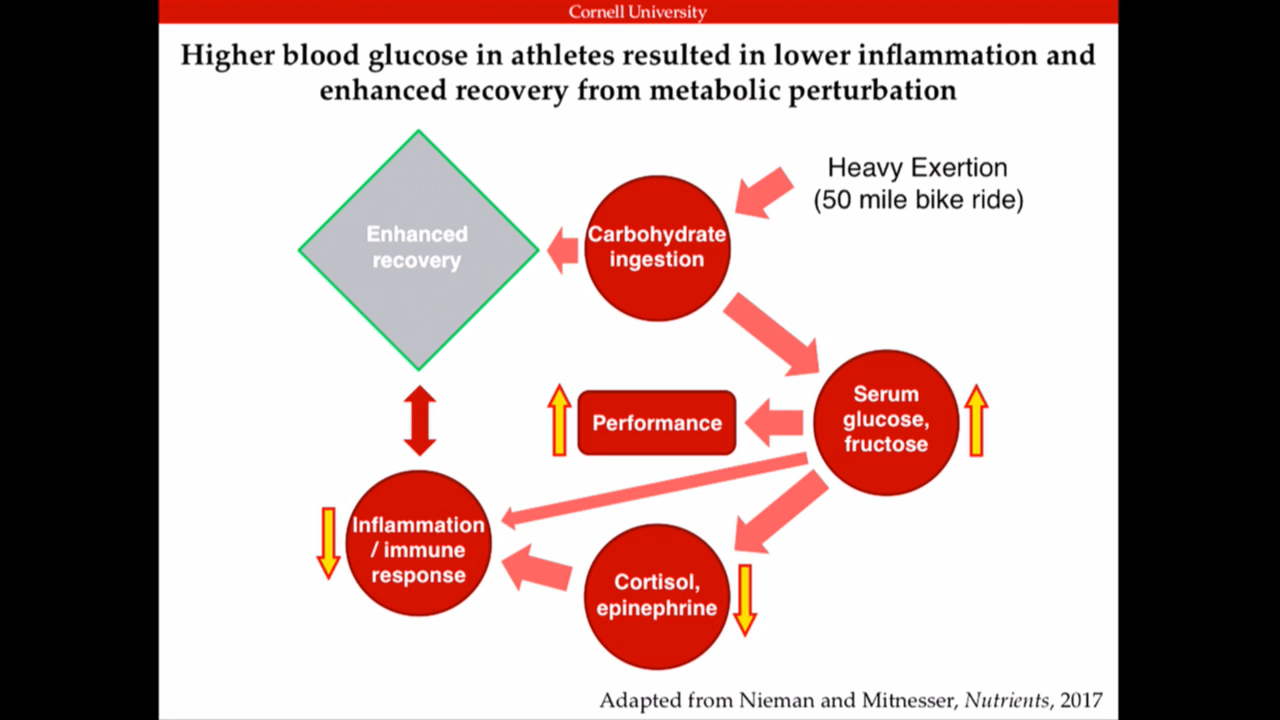 Cornell University
Higher blood glucose in athletes resulted in lower inflammation and
enhanced recovery from metabolic perturbation
Heavy Exertion
(50 mile bike ride)
Enhanced
recovery
Carbohydrate
ingestion
Serum
glucose,
fructose
Performance
Inflammation
/ immune
response
Cortisol,
epinephrine
Adapted from Nieman and Mitnesser, Nutrients, 2017